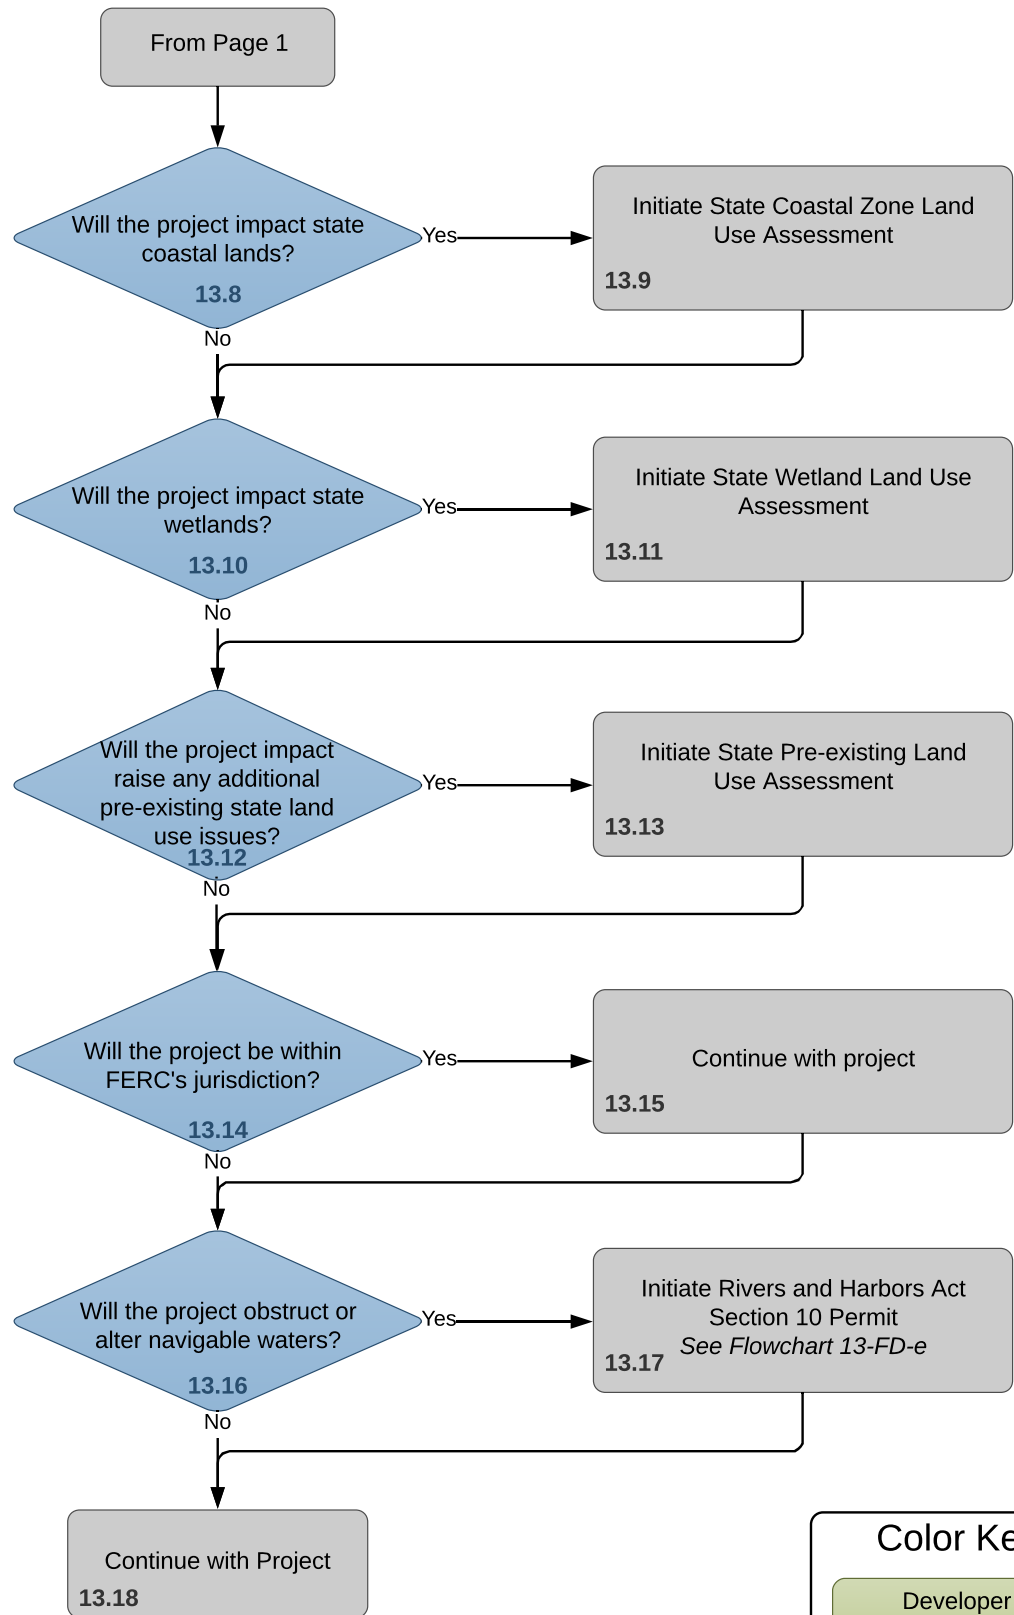 From Page 1
Will the project impact state
coastal lands?
13.8
Yes
Initiate State Coastal Zone Land
Use Assessment
13.9
No
Will the project impact state
wetlands?
13.10
Yes
Initiate State Wetland Land Use
Assessment
13.11
No
Will the project impact
raise any additional
pre-existing state land
use issues?
13.12
Yes
Initiate State Pre-existing Land
Use Assessment
13.13
No
Will the project be within
FERC's jurisdiction?
13.14
Yes
Continue with project
13.15
No
Will the project obstruct or
alter navigable waters?
13.16
Yes
Initiate Rivers and Harbors Act
Section 10 Permit
See Flowchart 13-FD-e
13.17
No
Continue with Project
13.18
Color Ke
Developer